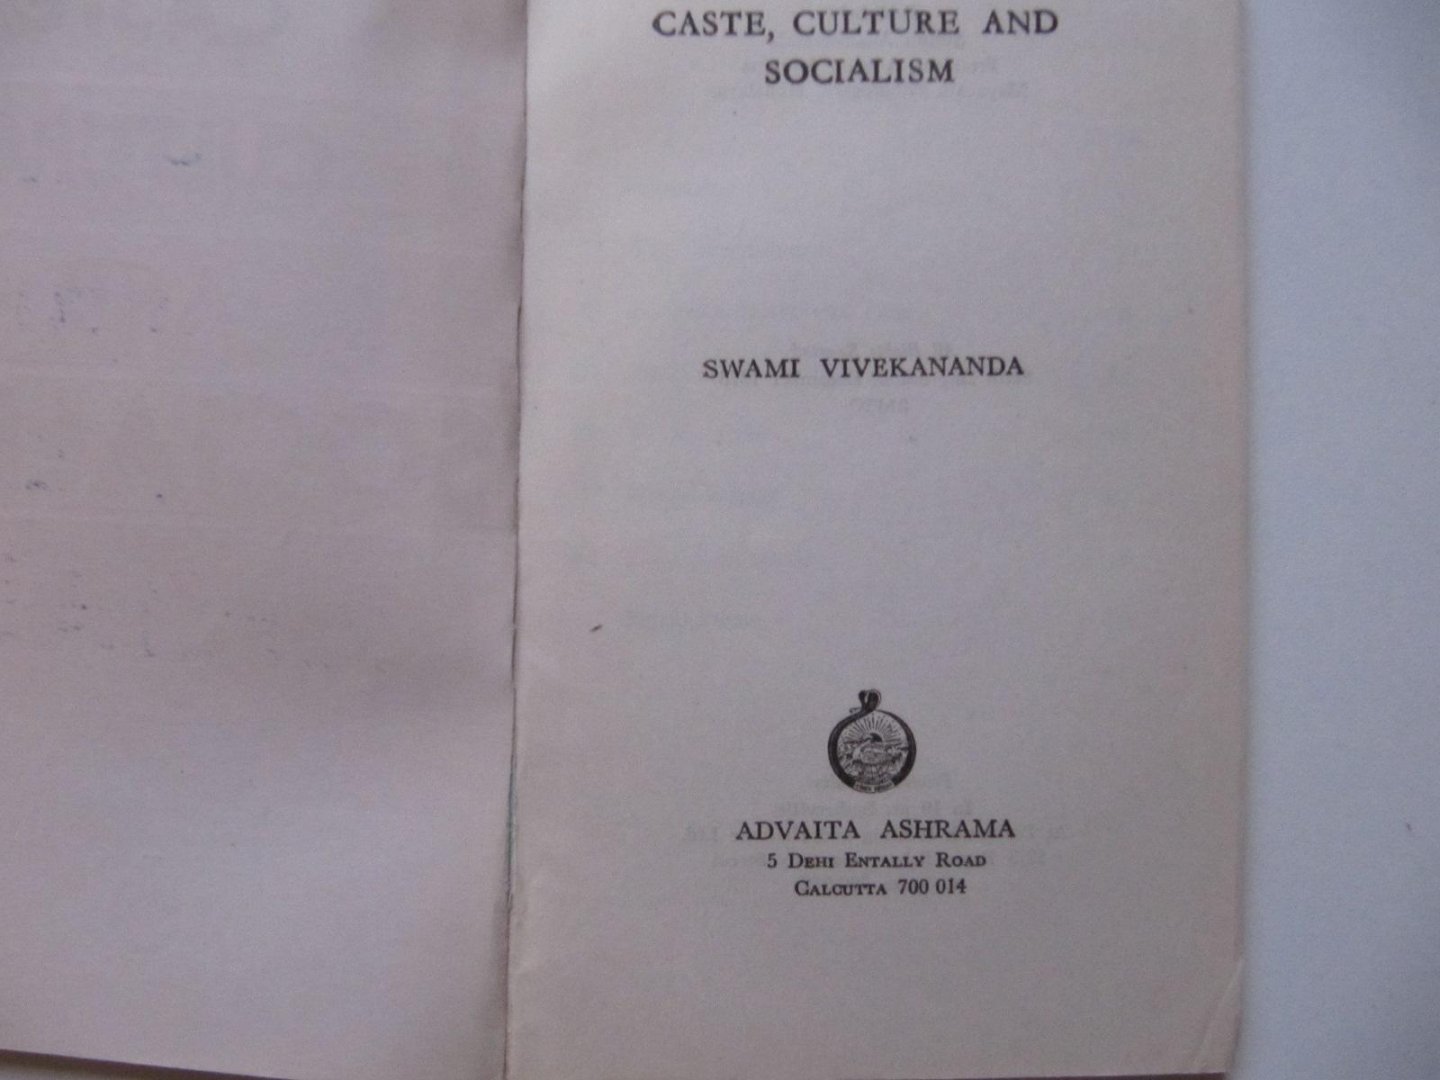 CASTE, CULTURE AND
SOCIALISM
SWAMI VIVEKANANDA
ADVAITA ASHRAMA
5 DEHI ENTALLY ROAD
CALCUTTA 700 014